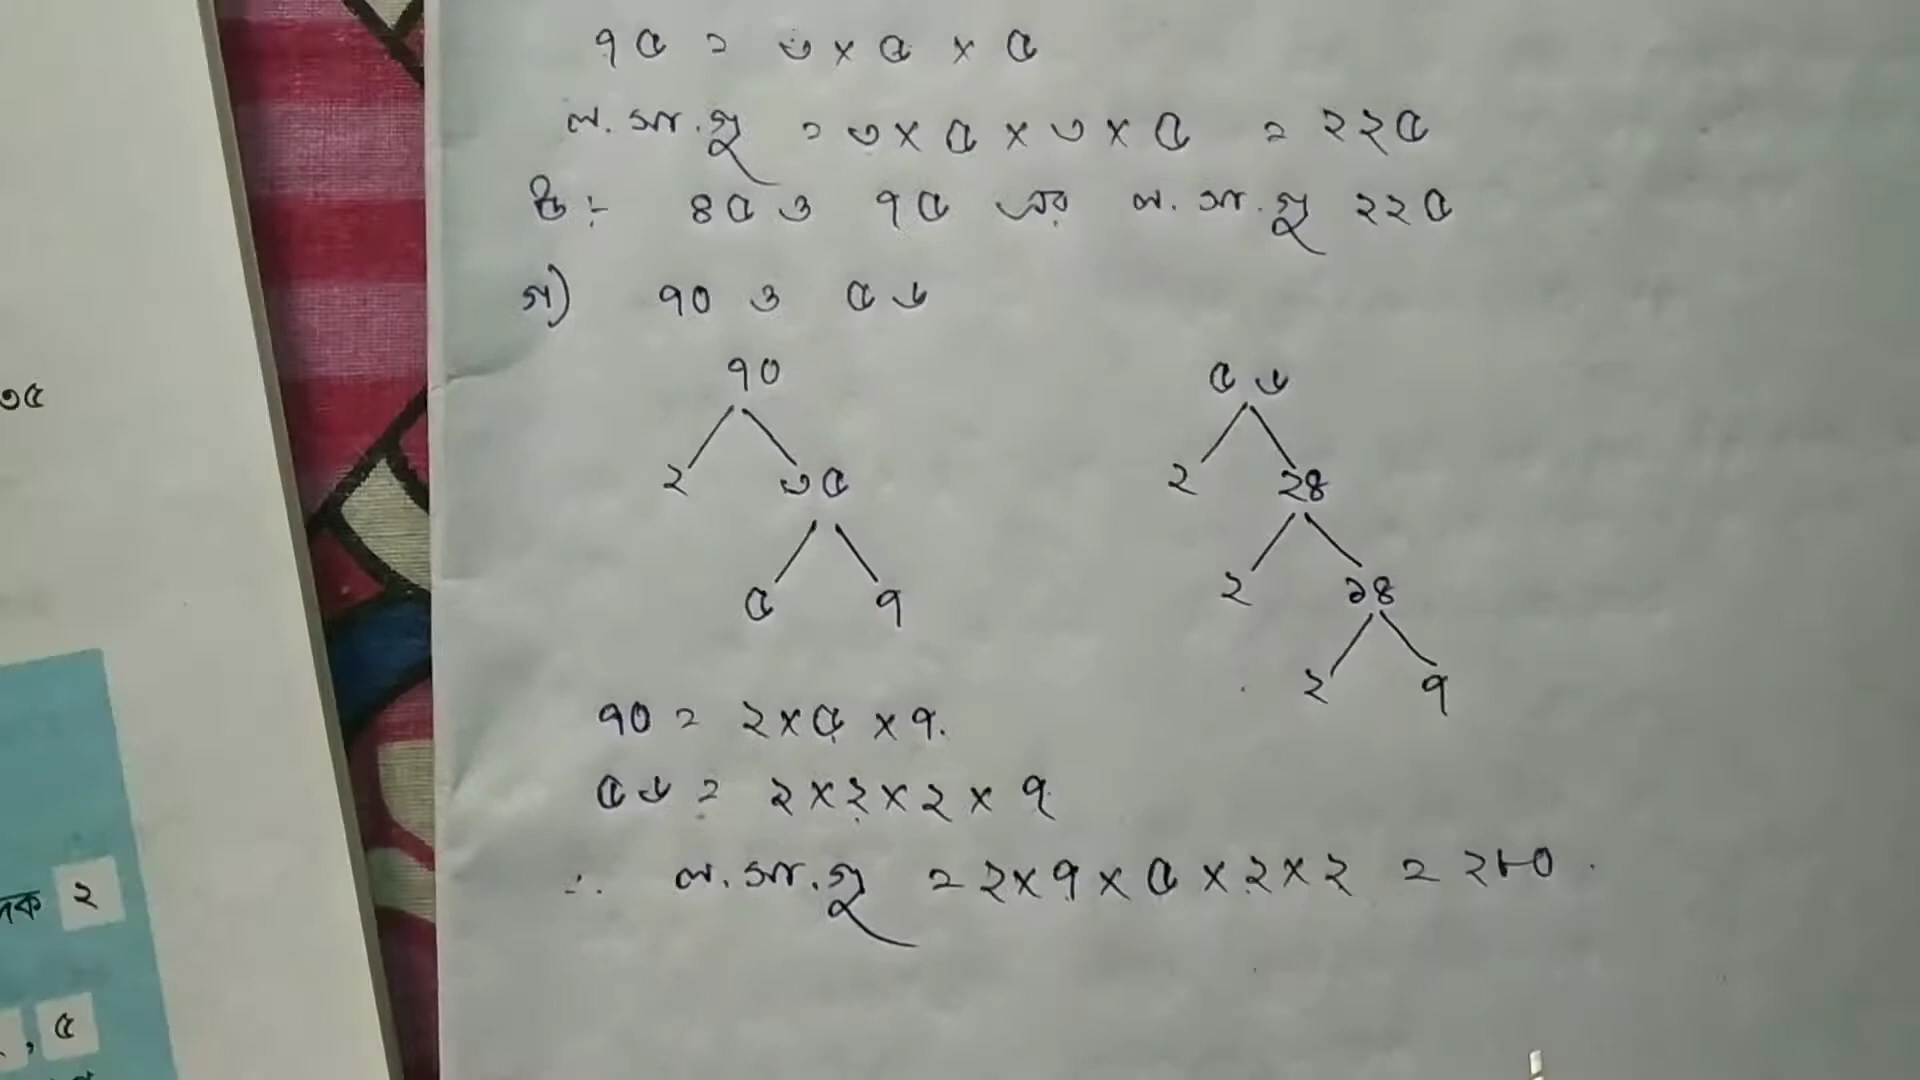 ৭৫ = ৩ × ৫ × ৫
ল. সা. গু = ৩ × ৫ × ৩ × ৫ = ২২৫
উঃ- ৪৫ ও ৭৫ এর ল. সা. গু ২২৫
গ) ৭০ ও ৫৬
৭০
২ ৩৫
৫ ৭
৫৬
২ ২৮
২ ১৪
২ ৭
৭০ = ২ × ৫ × ৭.
৫৬ = ২ × ২ × ২ × ৭
∴ ল. সা. গু = ২ × ৭ × ৫ × ২ × ২ = ২৮০.
৩৫
২
, ৫